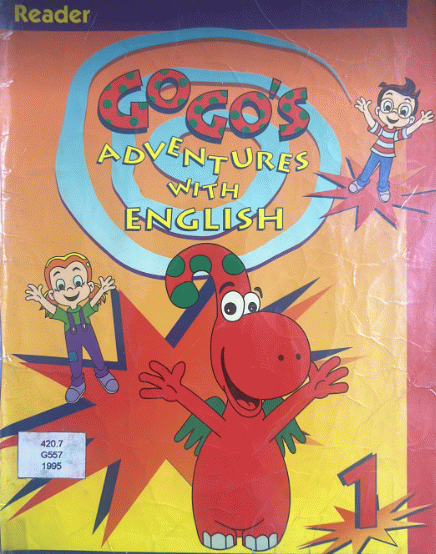 Reader
GOGO'S
ADVENTURES
WITH
ENGLISH
420.7
G557
1995
1